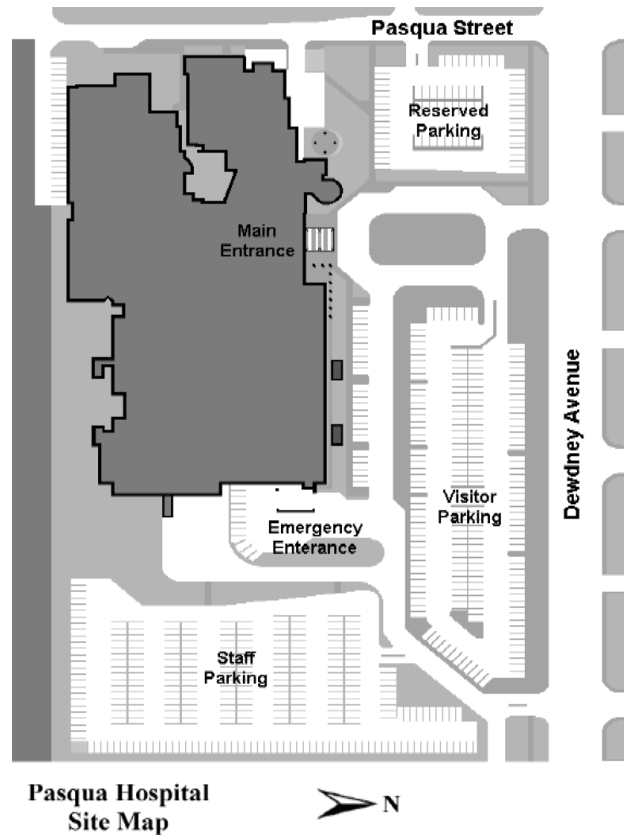 Pasqua Street
Reserved
Parking
Main
Entrance
Dewdney Avenue
Visitor
Parking
Emergency
Enterance
Staff
Parking
Pasqua Hospital
Site Map
N